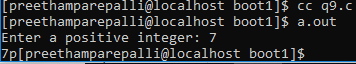 [preethamparepalli@localhost boot1]$ cc q9.c
[preethamparepalli@localhost boot1]$ a.out
Enter a positive integer: 7
7p[preethamparepalli@localhost boot1]$